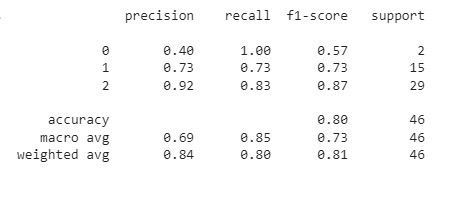 precision recall f1-score support
0 0.40 1.00 0.57 2
1 0.73 0.73 0.73 15
2 0.92 0.83 0.87 29
accuracy 0.80 46
macro avg 0.69 0.85 0.73 46
weighted avg 0.84 0.80 0.81 46